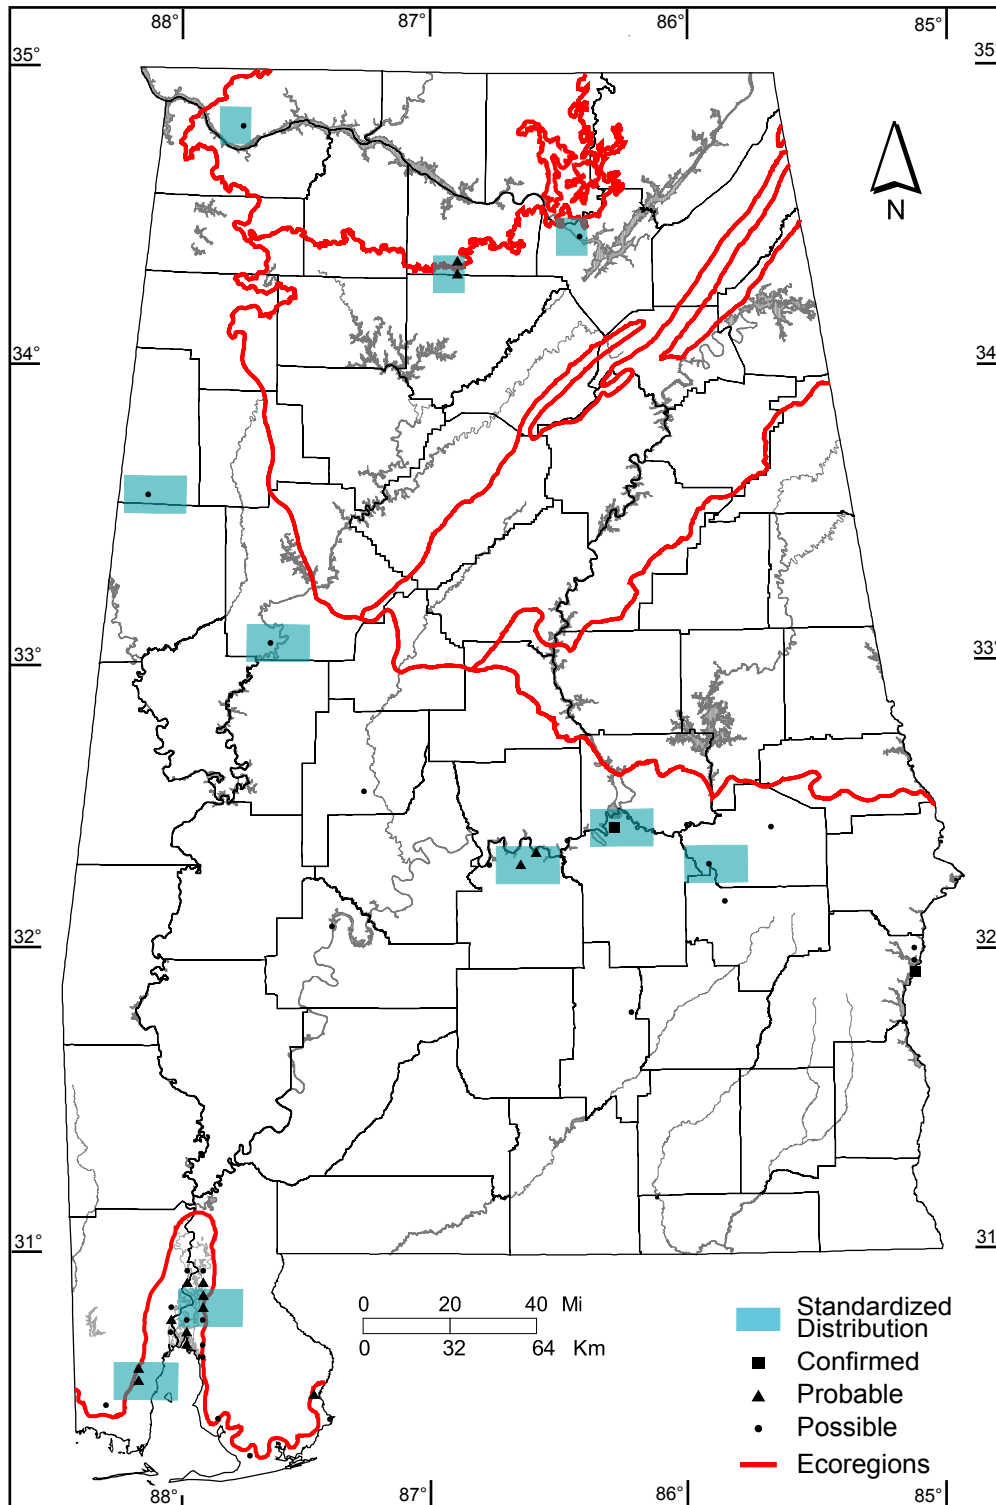 88° 87° 86° 85°
35° 35°
N
34° 34
33° 33
32° 32
31° 31
0 20 40 Mi
0 32 64 Km
Standardized
Distribution
Confirmed
Probable
Possible
Ecoregions
88° 87° 86° 85°